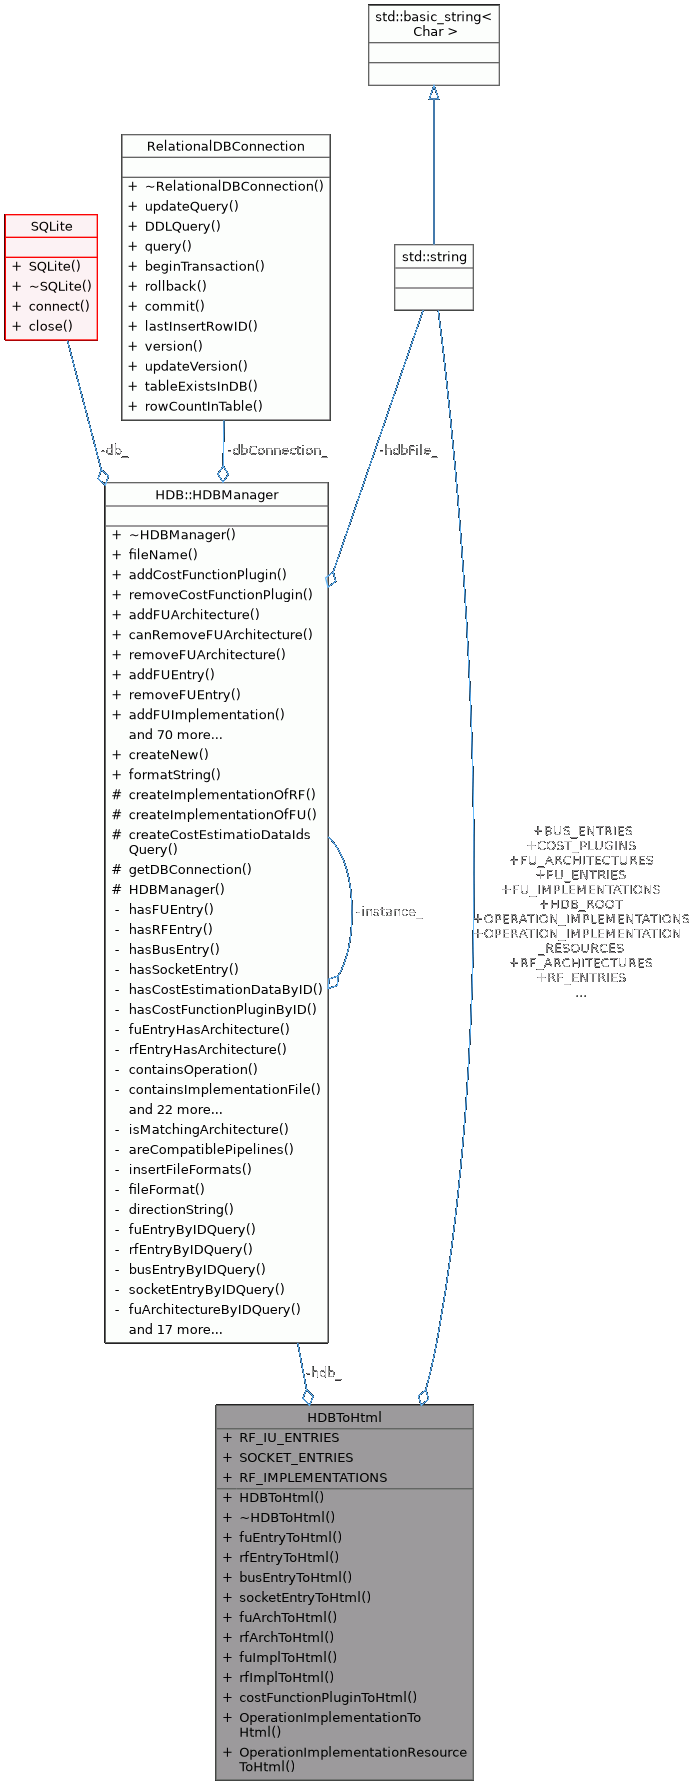 std::basic_string<
Char >
RelationalDBConnection
+ ~RelationalDBConnection()
+ updateQuery()
+ DDLQuery()
+ query()
+ beginTransaction()
+ rollback()
+ commit()
+ lastInsertRowID()
+ version()
+ updateVersion()
+ tableExistsInDB()
+ rowCountInTable()
SQLite
+ SQLite()
+ ~SQLite()
+ connect()
+ close()
std::string
-db_
-dbConnection_
-hdbFile_
HDB::HDBManager
+ ~HDBManager()
+ fileName()
+ addCostFunctionPlugin()
+ removeCostFunctionPlugin()
+ addFUArchitecture()
+ canRemoveFUArchitecture()
+ removeFUArchitecture()
+ addFUEntry()
+ removeFUEntry()
+ addFUImplementation()
and 70 more...
+ createNew()
+ formatString()
# createImplementationOfRF()
# createImplementationOfFU()
# createCostEstimatioDataIds
Query()
# getDBConnection()
# HDBManager()
- hasFUEntry()
- hasRFEntry()
- hasBusEntry()
- hasSocketEntry()
- hasCostEstimationDataByID()
- hasCostFunctionPluginByID()
- fuEntryHasArchitecture()
- rfEntryHasArchitecture()
- containsOperation()
- containsImplementationFile()
and 22 more...
- isMatchingArchitecture()
- areCompatiblePipelines()
- insertFileFormats()
- fileFormat()
- directionString()
- fuEntryByIDQuery()
- rfEntryByIDQuery()
- busEntryByIDQuery()
- socketEntryByIDQuery()
- fuArchitectureByIDQuery()
and 17 more...
-instance_
+BUS_ENTRIES
+COST_PLUGINS
+FU_ARCHITECTURES
+FU_ENTRIES
+FU_IMPLEMENTATIONS
+HDB_ROOT
+OPERATION_IMPLEMENTATIONS
+OPERATION_IMPLEMENTATION
_RESOURCES
+RF_ARCHITECTURES
+RF_ENTRIES
...
-hdb_
HDBToHtml
+ RF_IU_ENTRIES
+ SOCKET_ENTRIES
+ RF_IMPLEMENTATIONS
+ HDBToHtml()
+ ~HDBToHtml()
+ fuEntryToHtml()
+ rfEntryToHtml()
+ busEntryToHtml()
+ socketEntryToHtml()
+ fuArchToHtml()
+ rfArchToHtml()
+ fuImplToHtml()
+ rfImplToHtml()
+ costFunctionPluginToHtml()
+ OperationImplementationTo
Html()
+ OperationImplementationResource
ToHtml()